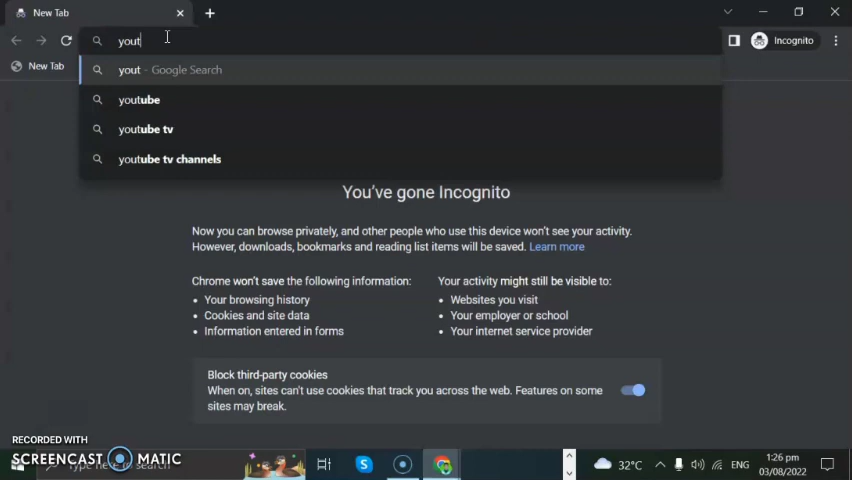 New Tab
yout
Incognito
New Tab
yout - Google Search
youtube
youtube tv
youtube tv channels
You've gone Incognito
Now you can browse privately, and other people who use this device won't see your activity.
However, downloads, bookmarks and reading list items will be saved. Learn more
Chrome won't save the following information:
• Your browsing history
• Cookies and site data
• Information entered in forms
Your activity might still be visible to:
• Websites you visit
• Your employer or school
• Your internet service provider
Block third-party cookies
When on, sites can't use cookies that track you across the web. Features on some
sites may break.
RECORDED WITH
SCREENCAST MATIC
Type here to search
32°C
ENG
1:26 pm
03/08/2022